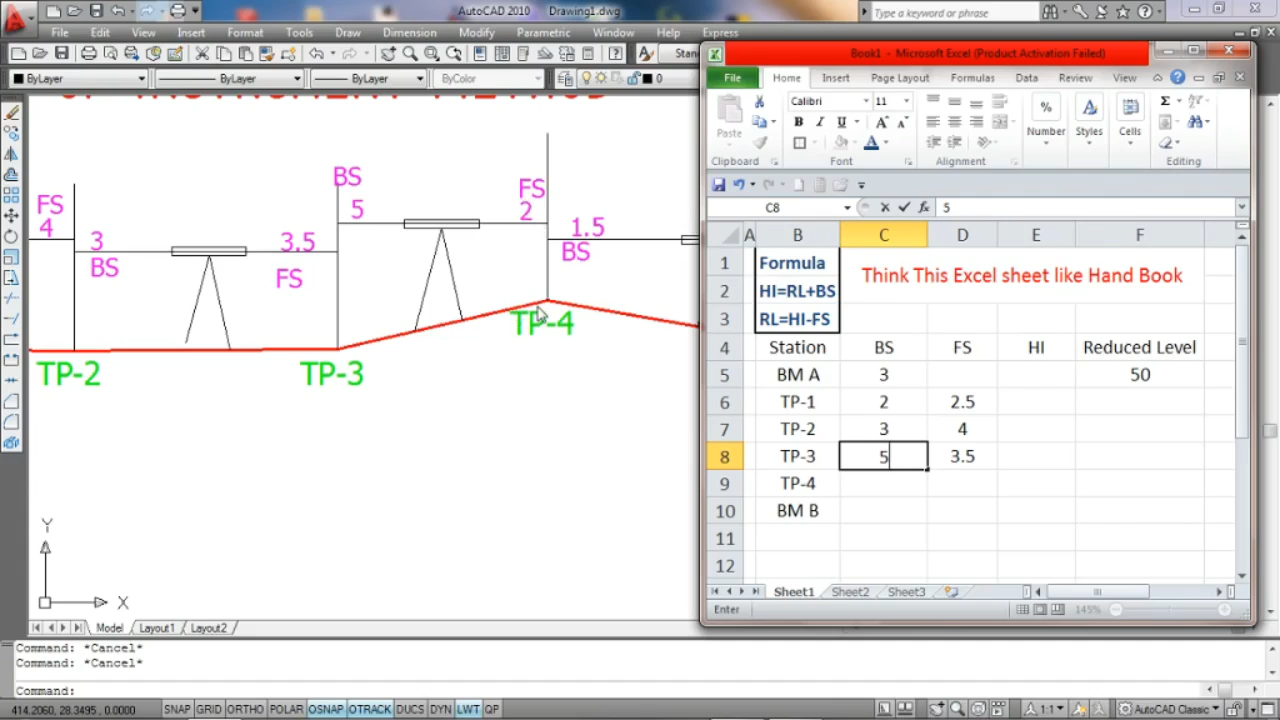 AutoCAD 2010 Drawing1.dwg
Type a keyword or phrase
File Edit View Insert Format Tools Draw Dimension Modify Parametric Window Help Express
ByLayer ByLayer ByLayer ByColor 0
OF INSTRUMENT METHOD
BS
FS 5 FS
4 3 3.5 2 1.5
BS FS BS
TP-2 TP-3 TP-4
Y
X
Model Layout1 Layout2
Command: *Cancel*
Command: *Cancel*
Command:
414.2060, 28.3495, 0.0000 SNAP GRID ORTHO POLAR OSNAP OTRACK DUCS DYN LWT QP
1:1 AutoCAD Classic
Book1 - Microsoft Excel (Product Activation Failed)
File Home Insert Page Layout Formulas Data Review View
Paste Calibri 11 B I U A A A % Number Styles Cells Σ
Clipboard Font Alignment Editing
C8 fx 5
A B C D E F
1 Formula
Think This Excel sheet like Hand Book
2 HI=RL+BS
3 RL=HI-FS
4 Station BS FS HI Reduced Level
5 BM A 3 50
6 TP-1 2 2.5
7 TP-2 3 4
8 TP-3 5 3.5
9 TP-4
10 BM B
11
12
Sheet1 Sheet2 Sheet3
Enter 145%